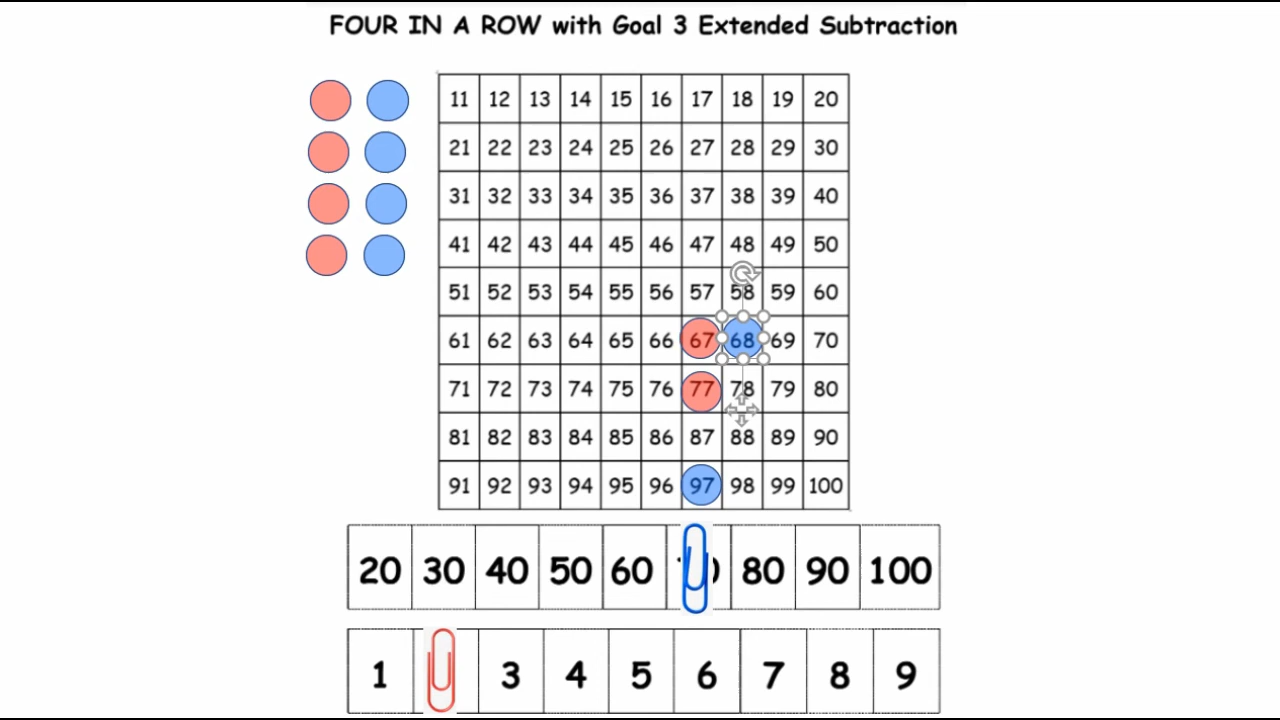 FOUR IN A ROW with Goal 3 Extended Subtraction
11 12 13 14 15 16 17 18 19 20
21 22 23 24 25 26 27 28 29 30
31 32 33 34 35 36 37 38 39 40
41 42 43 44 45 46 47 48 49 50
51 52 53 54 55 56 57 58 59 60
61 62 63 64 65 66 67 68 69 70
71 72 73 74 75 76 77 78 79 80
81 82 83 84 85 86 87 88 89 90
91 92 93 94 95 96 97 98 99 100
20 30 40 50 60 80 90 100
1 3 4 5 6 7 8 9